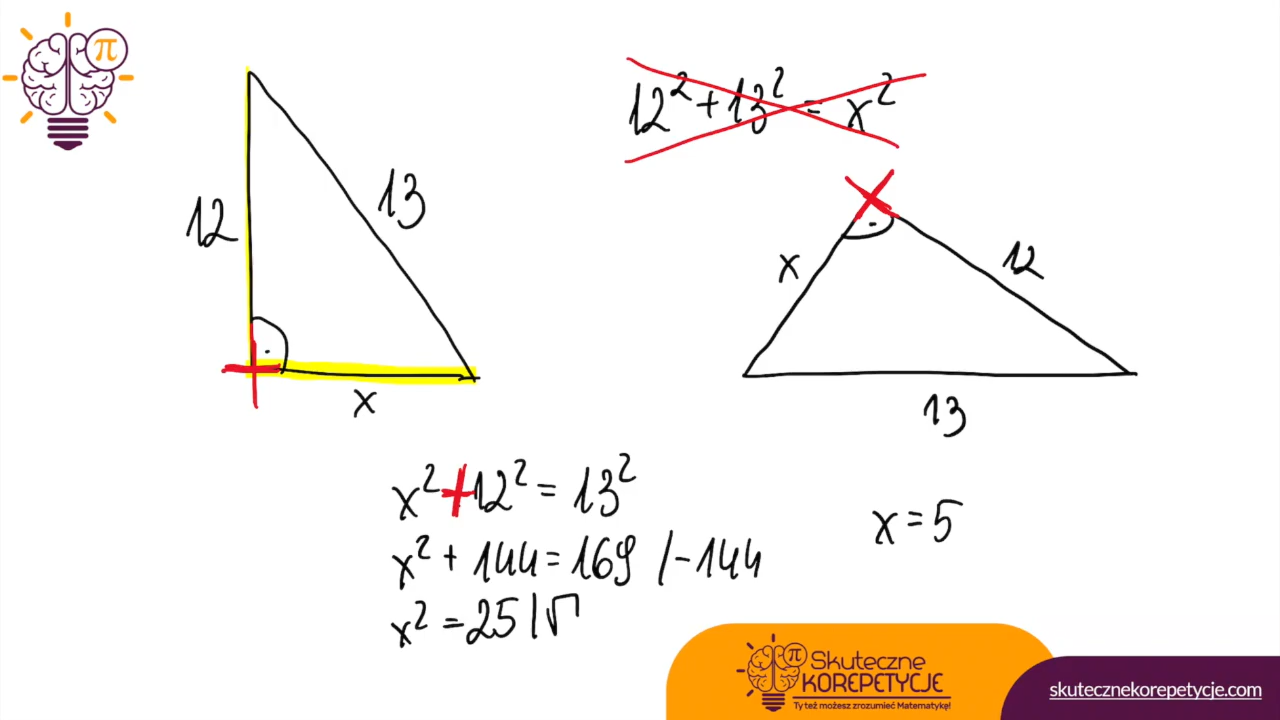 π
12² + 13² = x²
12
13
x
x
12
13
x² + 12² = 13²
x² + 144 = 169 /-144
x² = 25 |√
x = 5
π
Skuteczne
KOREPETYCJE
Ty też możesz zrozumieć Matematykę!
skutecznekorepetycje.com